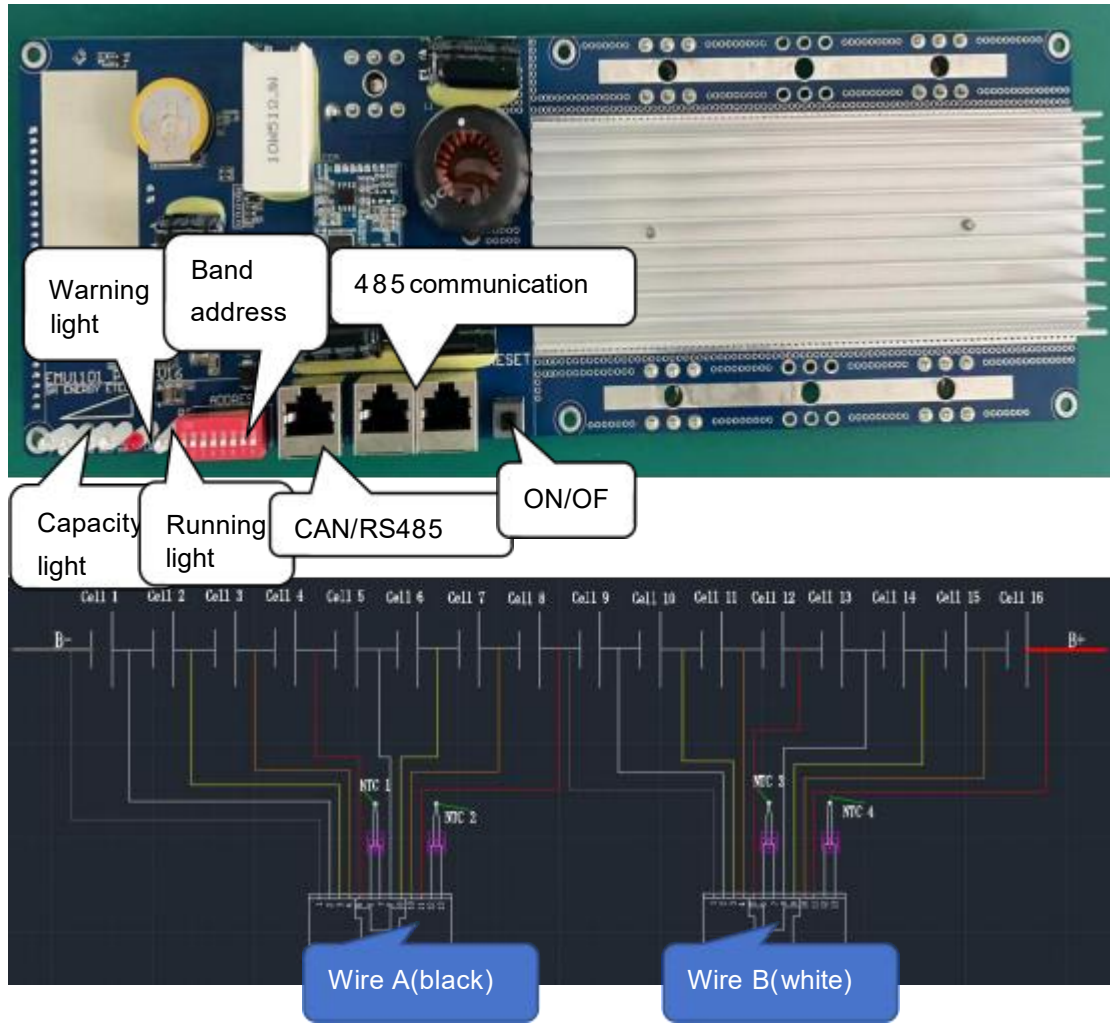 10W51ΩJN
Warning
light
Band
address
485 communication
RESET
EMU1101
ADDRESS
Capacity
light
Running
light
CAN/RS485
ON/OF
Cell 1 Cell 2 Cell 3 Cell 4 Cell 5 Cell 6 Cell 7 Cell 8 Cell 9 Cell 10 Cell 11 Cell 12 Cell 13 Cell 14 Cell 15 Cell 16
B- B+
NTC 1 NTC 3
NTC 2 NTC 4
Wire A(black) Wire B(white)